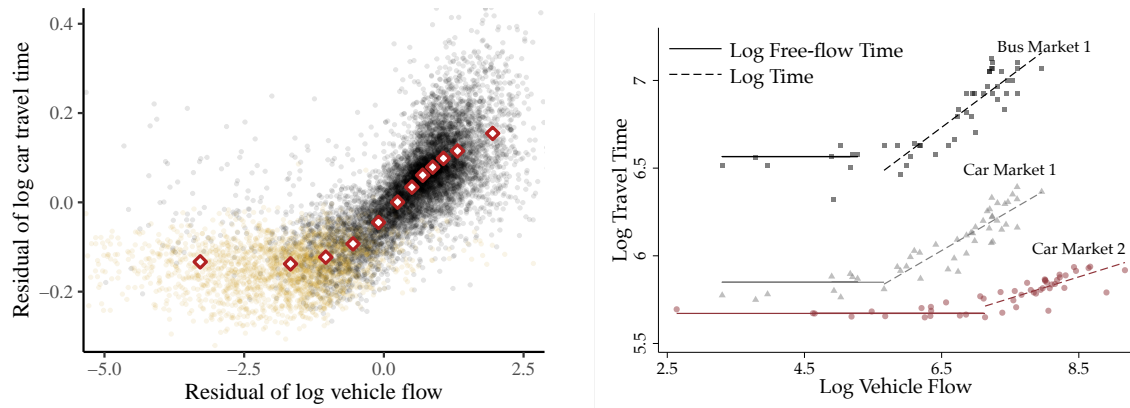 Residual of log car travel time
0.4
0.2
0.0
−0.2
−5.0
−2.5
0.0
2.5
Residual of log vehicle flow
Log Travel Time
7
6.5
6
5.5
Log Free-flow Time
Log Time
Bus Market 1
Car Market 1
Car Market 2
2.5
4.5
6.5
8.5
Log Vehicle Flow